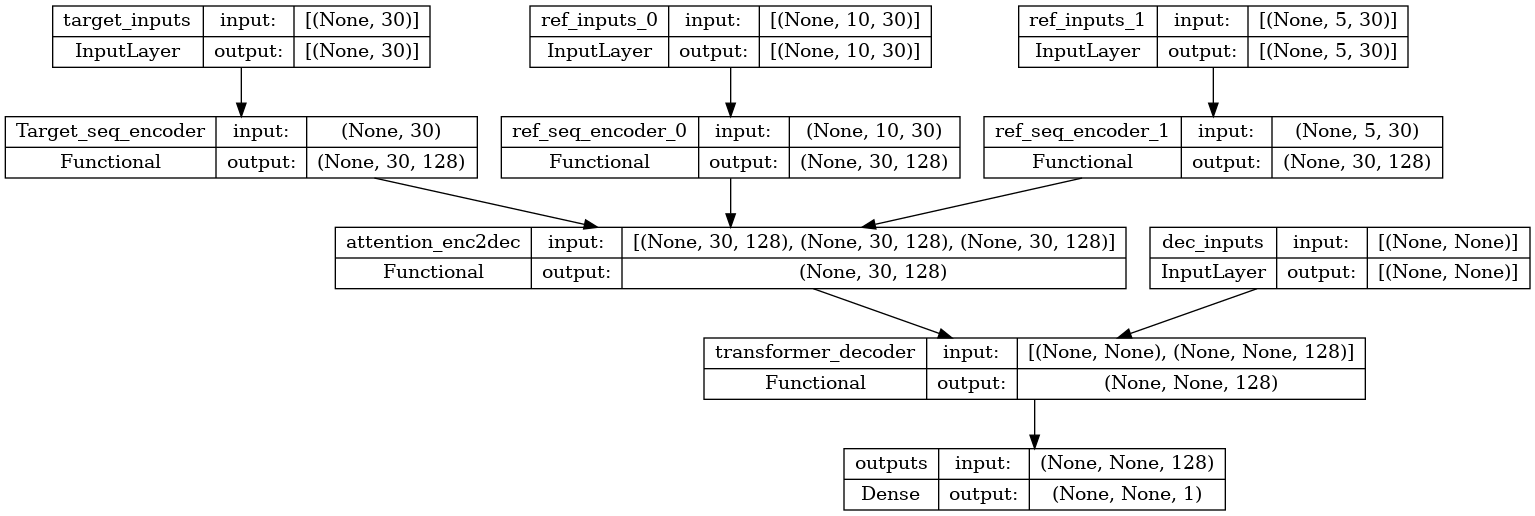 target_inputs input: [(None, 30)]
InputLayer output: [(None, 30)]
ref_inputs_0 input: [(None, 10, 30)]
InputLayer output: [(None, 10, 30)]
ref_inputs_1 input: [(None, 5, 30)]
InputLayer output: [(None, 5, 30)]
Target_seq_encoder input: (None, 30)
Functional output: (None, 30, 128)
ref_seq_encoder_0 input: (None, 10, 30)
Functional output: (None, 30, 128)
ref_seq_encoder_1 input: (None, 5, 30)
Functional output: (None, 30, 128)
attention_enc2dec input: [(None, 30, 128), (None, 30, 128), (None, 30, 128)]
Functional output: (None, 30, 128)
dec_inputs input: [(None, None)]
InputLayer output: [(None, None)]
transformer_decoder input: [(None, None), (None, None, 128)]
Functional output: (None, None, 128)
outputs input: (None, None, 128)
Dense output: (None, None, 1)